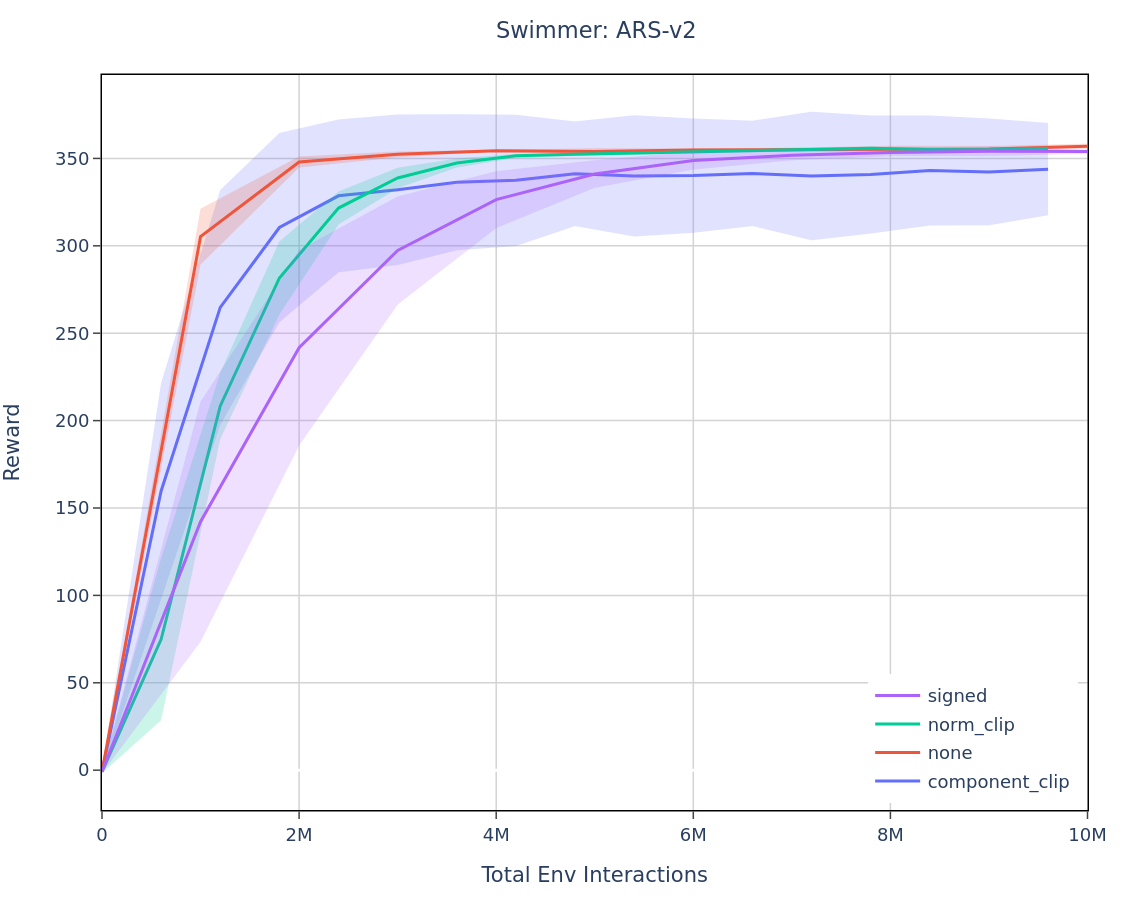 Swimmer: ARS-v2
Reward
350
300
250
200
150
100
50
0
0
2M
4M
6M
8M
10M
Total Env Interactions
signed
norm_clip
none
component_clip